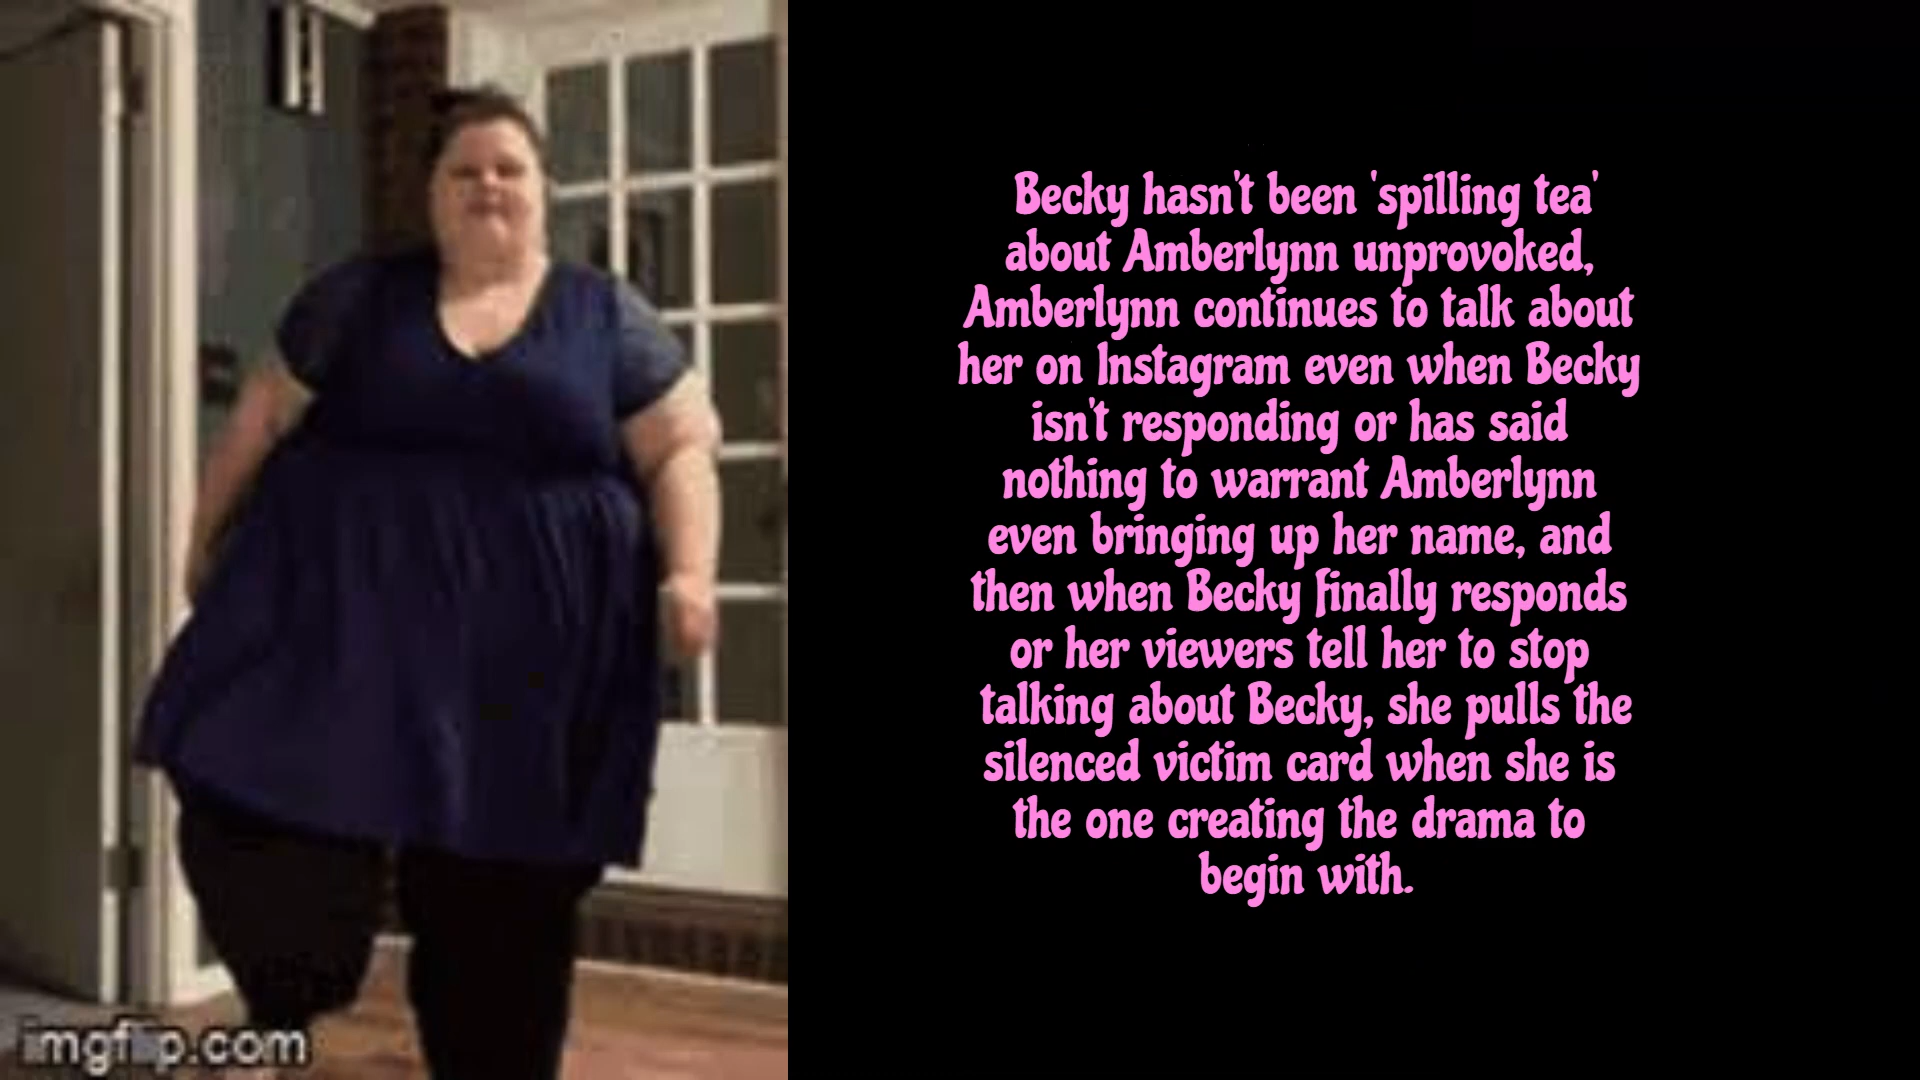 Becky hasn't been 'spilling tea'
about Amberlynn unprovoked,
Amberlynn continues to talk about
her on Instagram even when Becky
isn't responding or has said
nothing to warrant Amberlynn
even bringing up her name, and
then when Becky finally responds
or her viewers tell her to stop
talking about Becky, she pulls the
silenced victim card when she is
the one creating the drama to
begin with.
imgflip.com